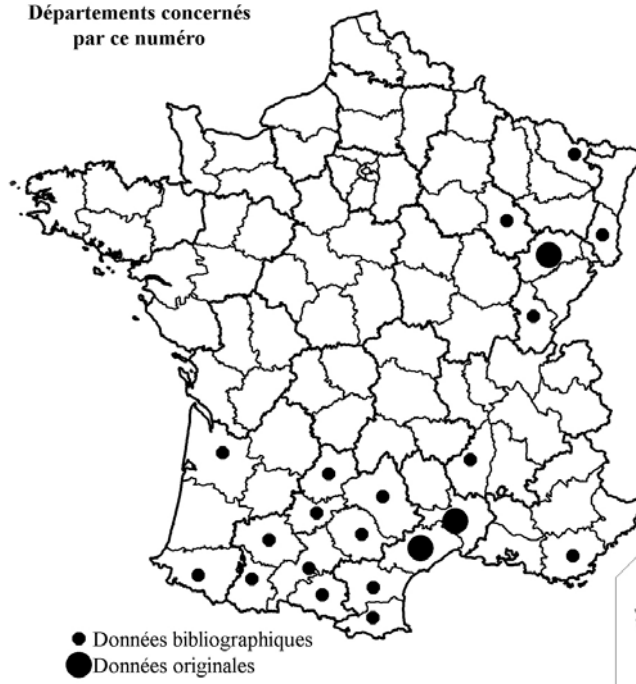 Départements concernés
par ce numéro
Données bibliographiques
Données originales